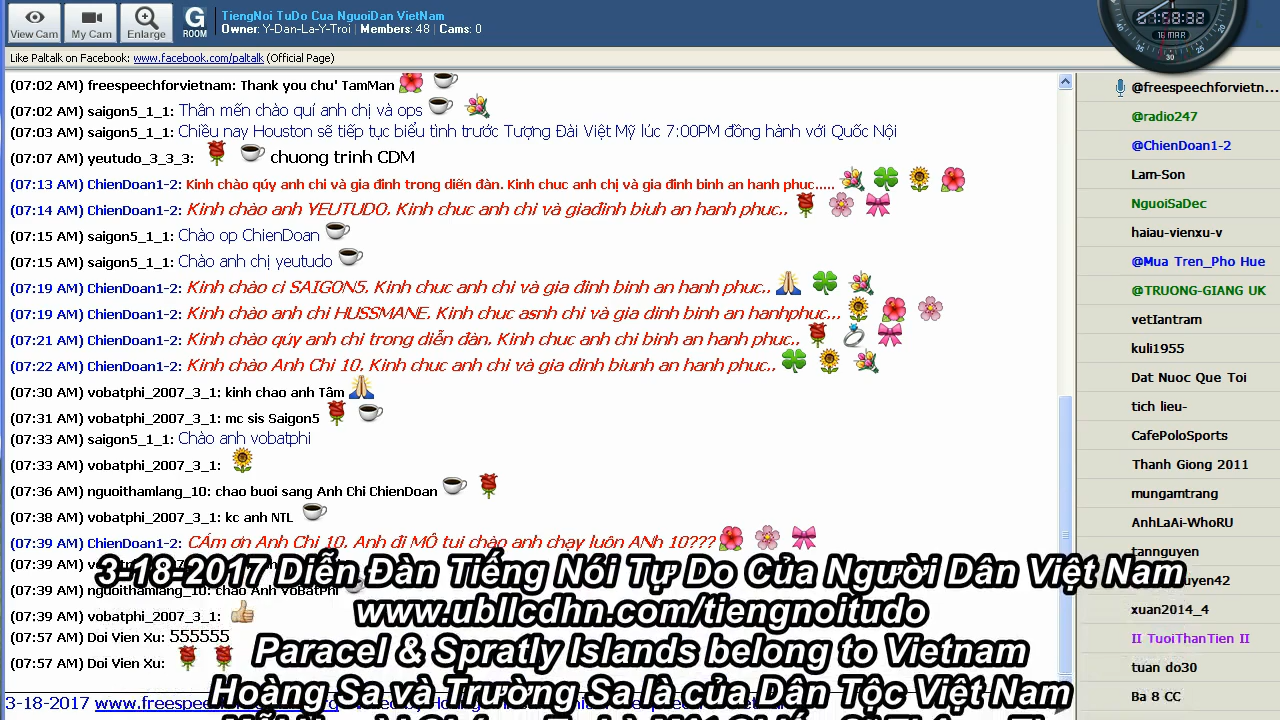 View Cam
My Cam
Enlarge
G
ROOM
TiengNoi TuDo Cua NguoiDan VietNam
Owner: Y-Dan-La-Y-Troi | Members: 48 | Cams: 0
16 MAR
30
Like Paltalk on Facebook: www.facebook.com/paltalk (Official Page)
(07:02 AM) freespeechforvietnam: Thank you chu' TamMan
(07:02 AM) saigon5_1_1: Thân mến chào quí anh chị và ops
(07:03 AM) saigon5_1_1: Chiều nay Houston sẽ tiếp tục biểu tình trước Tượng Đài Việt Mỹ lúc 7:00PM đồng hành với Quốc Nội
(07:07 AM) yeutudo_3_3_3: chuong trinh CDM
(07:13 AM) ChienDoan1-2: Kinh chào qúy anh chi và gia đinh trong diến đàn. Kinh chuc anh chị và gia đinh binh an hanh phuc.....
(07:14 AM) ChienDoan1-2: Kinh chào anh YEUTUDO. Kinh chuc anh chi và giađinh biuh an hanh phuc..
(07:15 AM) saigon5_1_1: Chào op ChienDoan
(07:15 AM) saigon5_1_1: Chào anh chị yeutudo
(07:19 AM) ChienDoan1-2: Kinh chào ci SAIGON5. Kinh chuc anh chi và gia đinh binh an hanh phuc..
(07:19 AM) ChienDoan1-2: Kinh chào anh chi HUSSMANE. Kinh chuc asnh chi và gia dinh binh an hanhphuc...
(07:21 AM) ChienDoan1-2: Kinh chào qúy anh chi trong diễn đàn. Kinh chuc anh chi binh an hanh phuc..
(07:22 AM) ChienDoan1-2: Kinh chào Anh Chi 10. Kinh chuc anh chi và gia dinh biunh an hanh phuc..
(07:30 AM) vobatphi_2007_3_1: kinh chao anh Tâm
(07:31 AM) vobatphi_2007_3_1: mc sis Saigon5
(07:33 AM) saigon5_1_1: Chào anh vobatphi
(07:33 AM) vobatphi_2007_3_1:
(07:36 AM) nguoithamlang_10: chao buoi sang Anh Chi ChienDoan
(07:38 AM) vobatphi_2007_3_1: kc anh NTL
(07:39 AM) ChienDoan1-2: CÁM ơn Anh Chi 10. Anh đi MÔ tui chào anh chạy luôn ANh 10???
(07:39 AM)
(07:39 AM) nguoithamlang_10: chao Anh VoBatPhi
(07:39 AM) vobatphi_2007_3_1:
(07:57 AM) Doi Vien Xu: 555555
(07:57 AM) Doi Vien Xu:
3-18-2017 Diễn Đàn Tiếng Nói Tự Do Của Người Dân Việt Nam
www.ubllcdhn.com/tiengnoitudo
Paracel & Spratly Islands belong to Vietnam
Hoàng Sa và Trường Sa là của Dân Tộc Việt Nam
3-18-2017
@freespeechforvietn...
@radio247
@ChienDoan1-2
Lam-Son
NguoiSaDec
haiau-vienxu-v
@Mua Tren_Pho Hue
@TRUONG-GIANG UK
vetIantram
kuli1955
Dat Nuoc Que Toi
tich lieu-
CafePoloSports
Thanh Giong 2011
mungamtrang
AnhLaAi-WhoRU
tannguyen
xuan2014_4
II TuoiThanTien II
tuan do30
Ba 8 CC